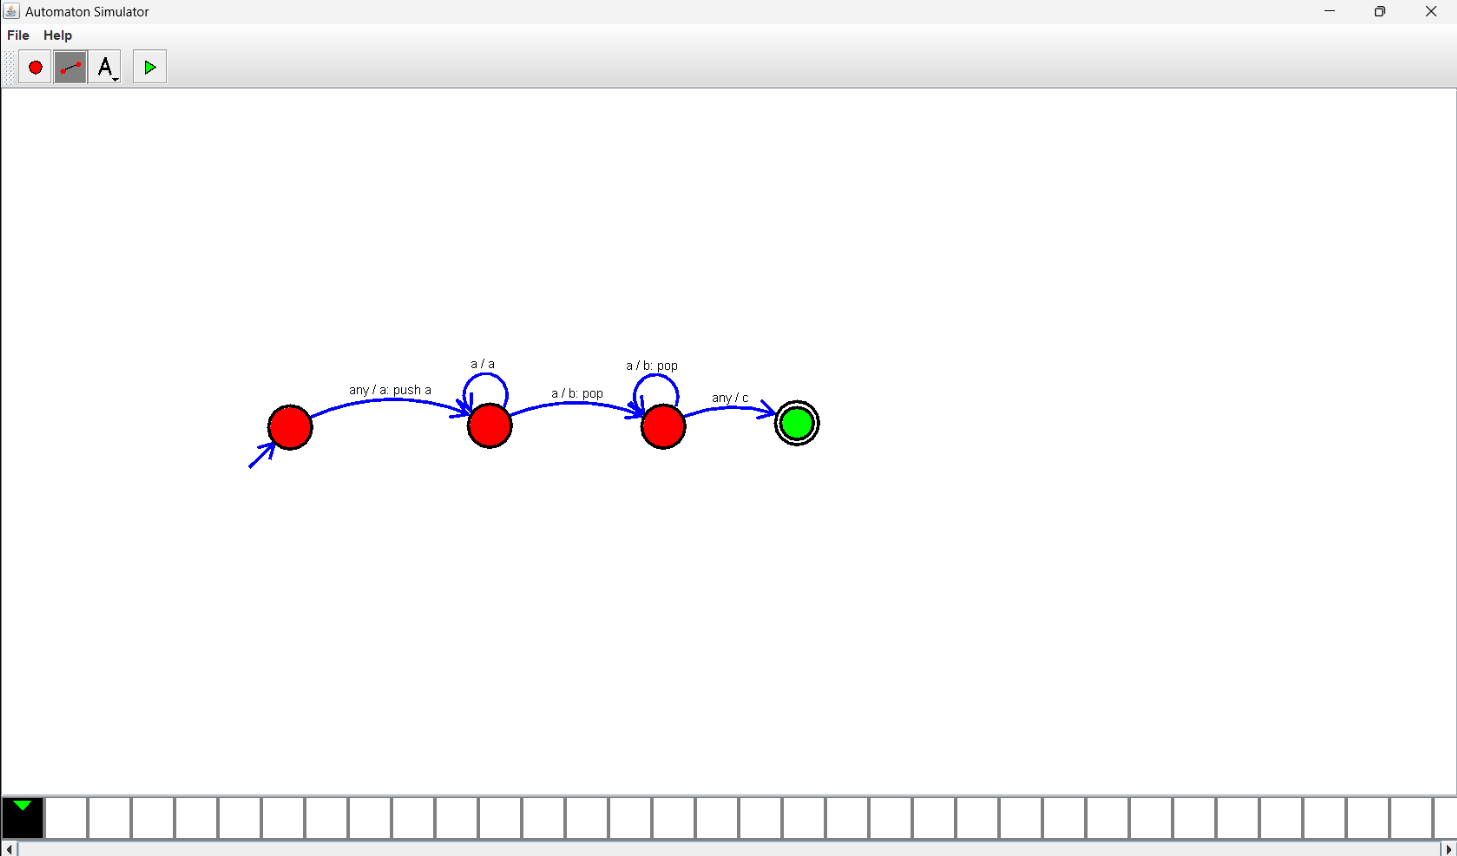 Automaton Simulator
File Help
A
a / a
a / b: pop
any / a: push a
a / b: pop
any / c